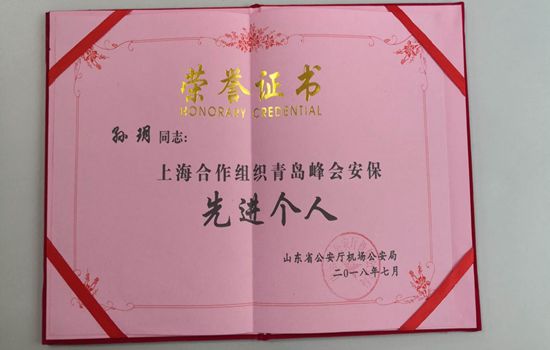 荣誉证书
HONORARY CREDENTIAL
孙玥同志:
上海合作组织青岛峰会安保
先进个人
山东省公安厅机场公安局
二〇一八年七月